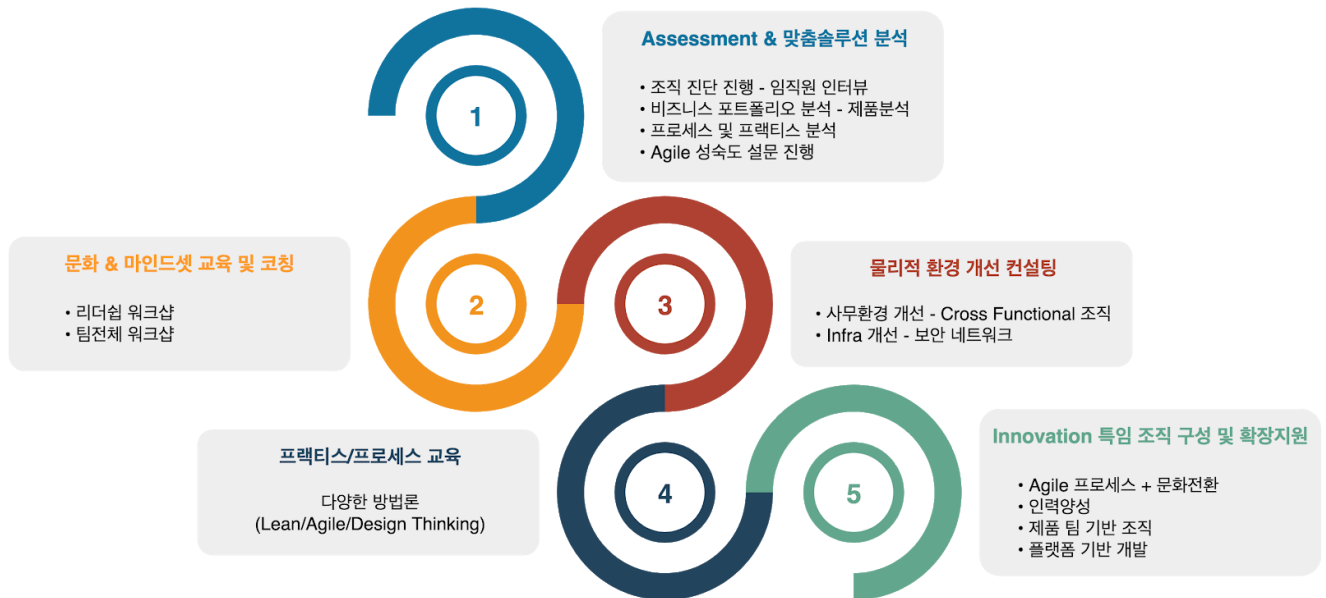 1
Assessment & 맞춤솔루션 분석
• 조직 진단 진행 - 임직원 인터뷰
• 비즈니스 포트폴리오 분석 - 제품분석
• 프로세스 및 프랙티스 분석
• Agile 성숙도 설문 진행
문화 & 마인드셋 교육 및 코칭
• 리더쉽 워크샵
• 팀전체 워크샵
2
3
물리적 환경 개선 컨설팅
• 사무환경 개선 - Cross Functional 조직
• Infra 개선 - 보안 네트워크
프랙티스/프로세스 교육
다양한 방법론
(Lean/Agile/Design Thinking)
4
5
Innovation 특임 조직 구성 및 확장지원
• Agile 프로세스 + 문화전환
• 인력양성
• 제품 팀 기반 조직
• 플랫폼 기반 개발